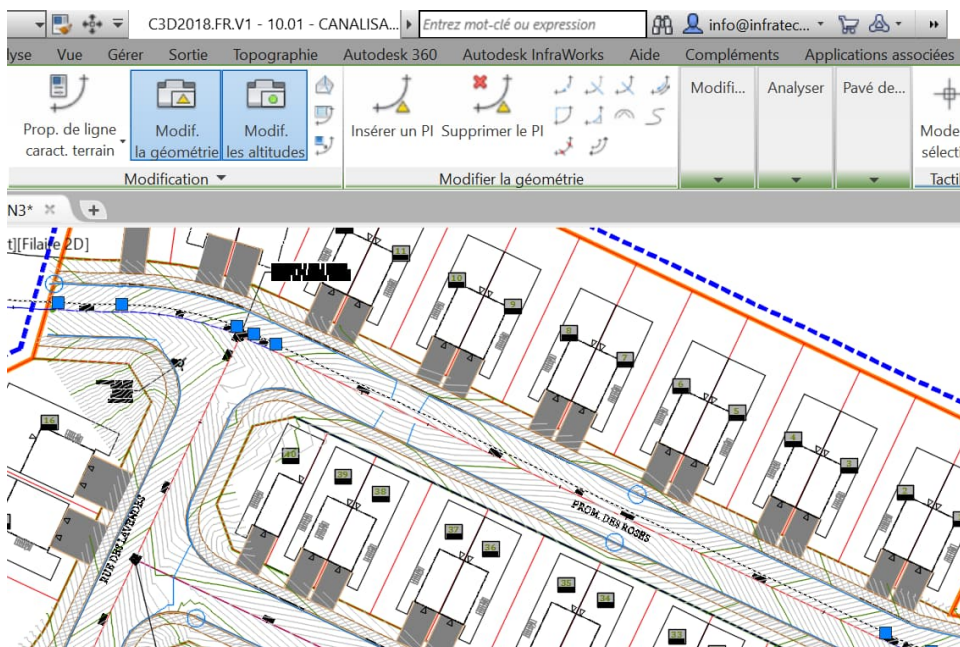 C3D2018.FR.V1 - 10.01 - CANALISA...
Entrez mot-clé ou expression
info@infratec...
lyse Vue Gérer Sortie Topographie Autodesk 360 Autodesk InfraWorks Aide Compléments Applications associées
Prop. de ligne
caract. terrain
Modif.
la géométrie
Modif.
les altitudes
Insérer un PI
Supprimer le PI
Modifi...
Analyser
Pavé de...
Mode
sélecti
Modification
Modifier la géométrie
Tactil
N3*
t][Filaire 2D]
11
10
9
8
7
6
5
4
3
2
16
40
39
38
37
36
35
34
33
PROM. DES ROSES
RUE DES LAVENDES